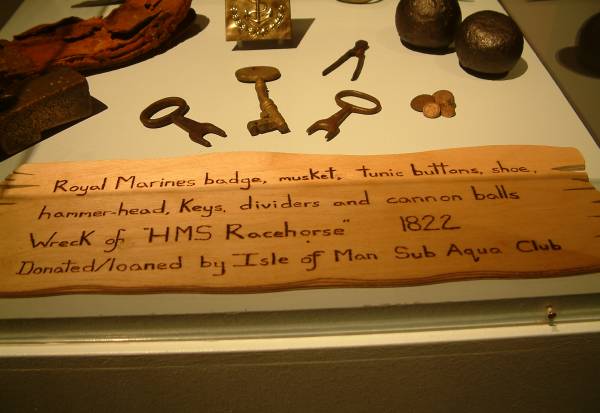 Royal Marines badge, musket, tunic buttons, shoe,
hammer-head, Keys, dividers and cannon balls
Wreck of "HMS Racehorse" 1822
Donated/loaned by Isle of Man Sub Aqua Club